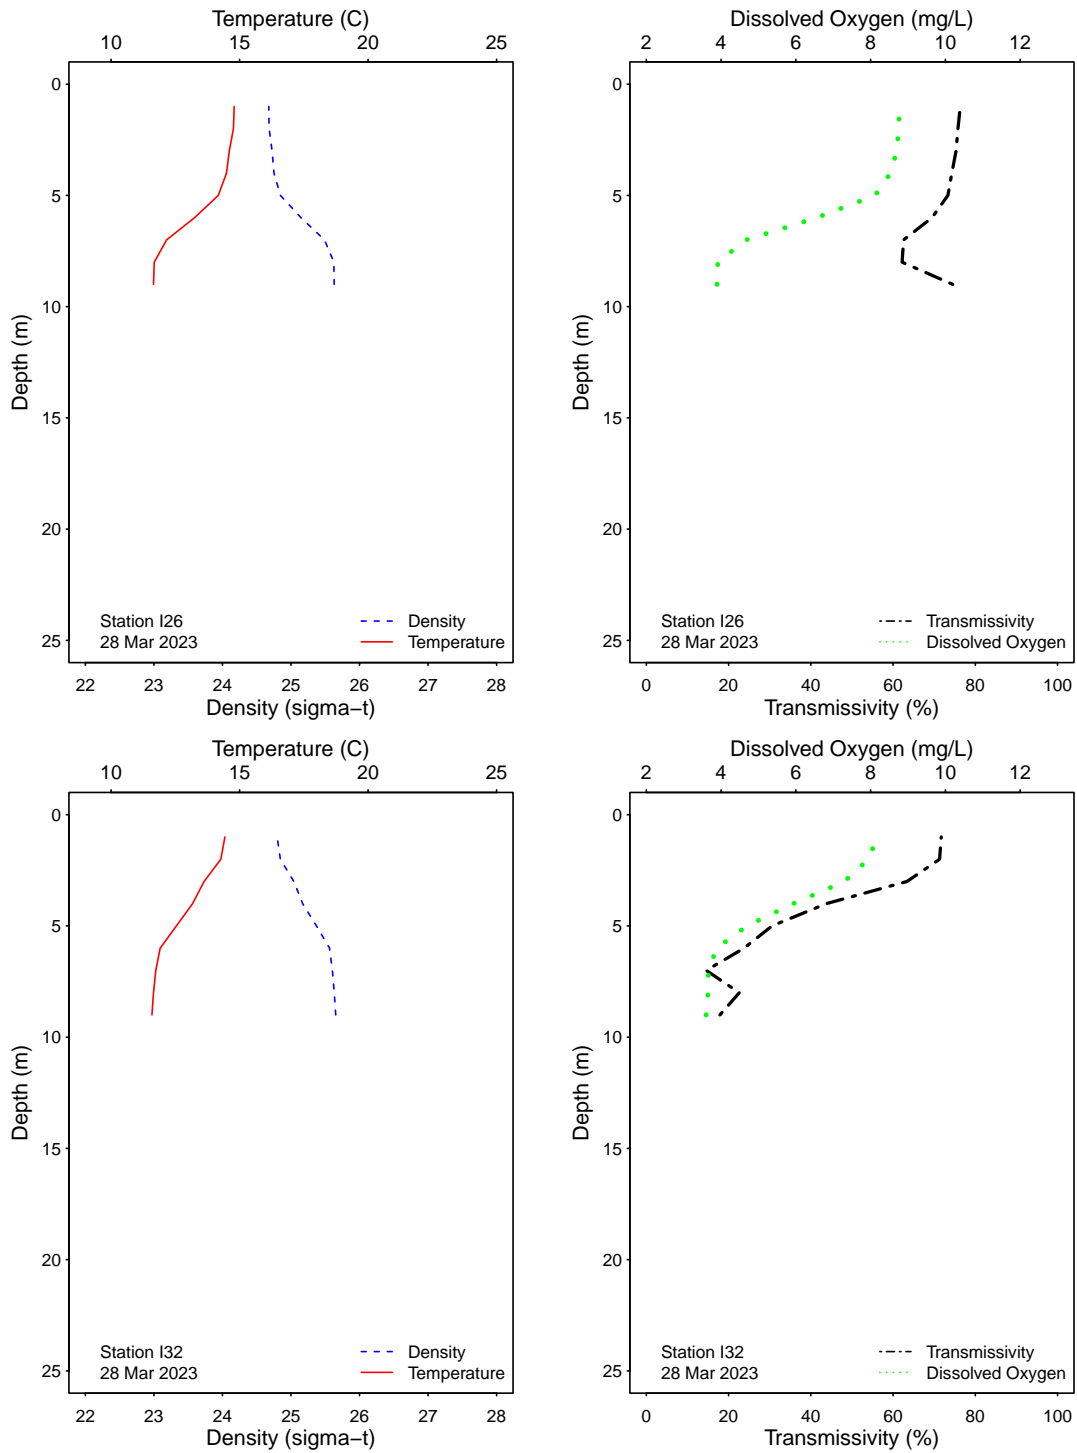 Temperature (C)
10 15 20 25
0
5
10
15
20
25
Depth (m)
Station I26
28 Mar 2023
Density
Temperature
22 23 24 25 26 27 28
Density (sigma−t)
Dissolved Oxygen (mg/L)
2 4 6 8 10 12
0
5
10
15
20
25
Depth (m)
Station I26
28 Mar 2023
Transmissivity
Dissolved Oxygen
0 20 40 60 80 100
Transmissivity (%)
Temperature (C)
10 15 20 25
0
5
10
15
20
25
Depth (m)
Station I32
28 Mar 2023
Density
Temperature
22 23 24 25 26 27 28
Density (sigma−t)
Dissolved Oxygen (mg/L)
2 4 6 8 10 12
0
5
10
15
20
25
Depth (m)
Station I32
28 Mar 2023
Transmissivity
Dissolved Oxygen
0 20 40 60 80 100
Transmissivity (%)